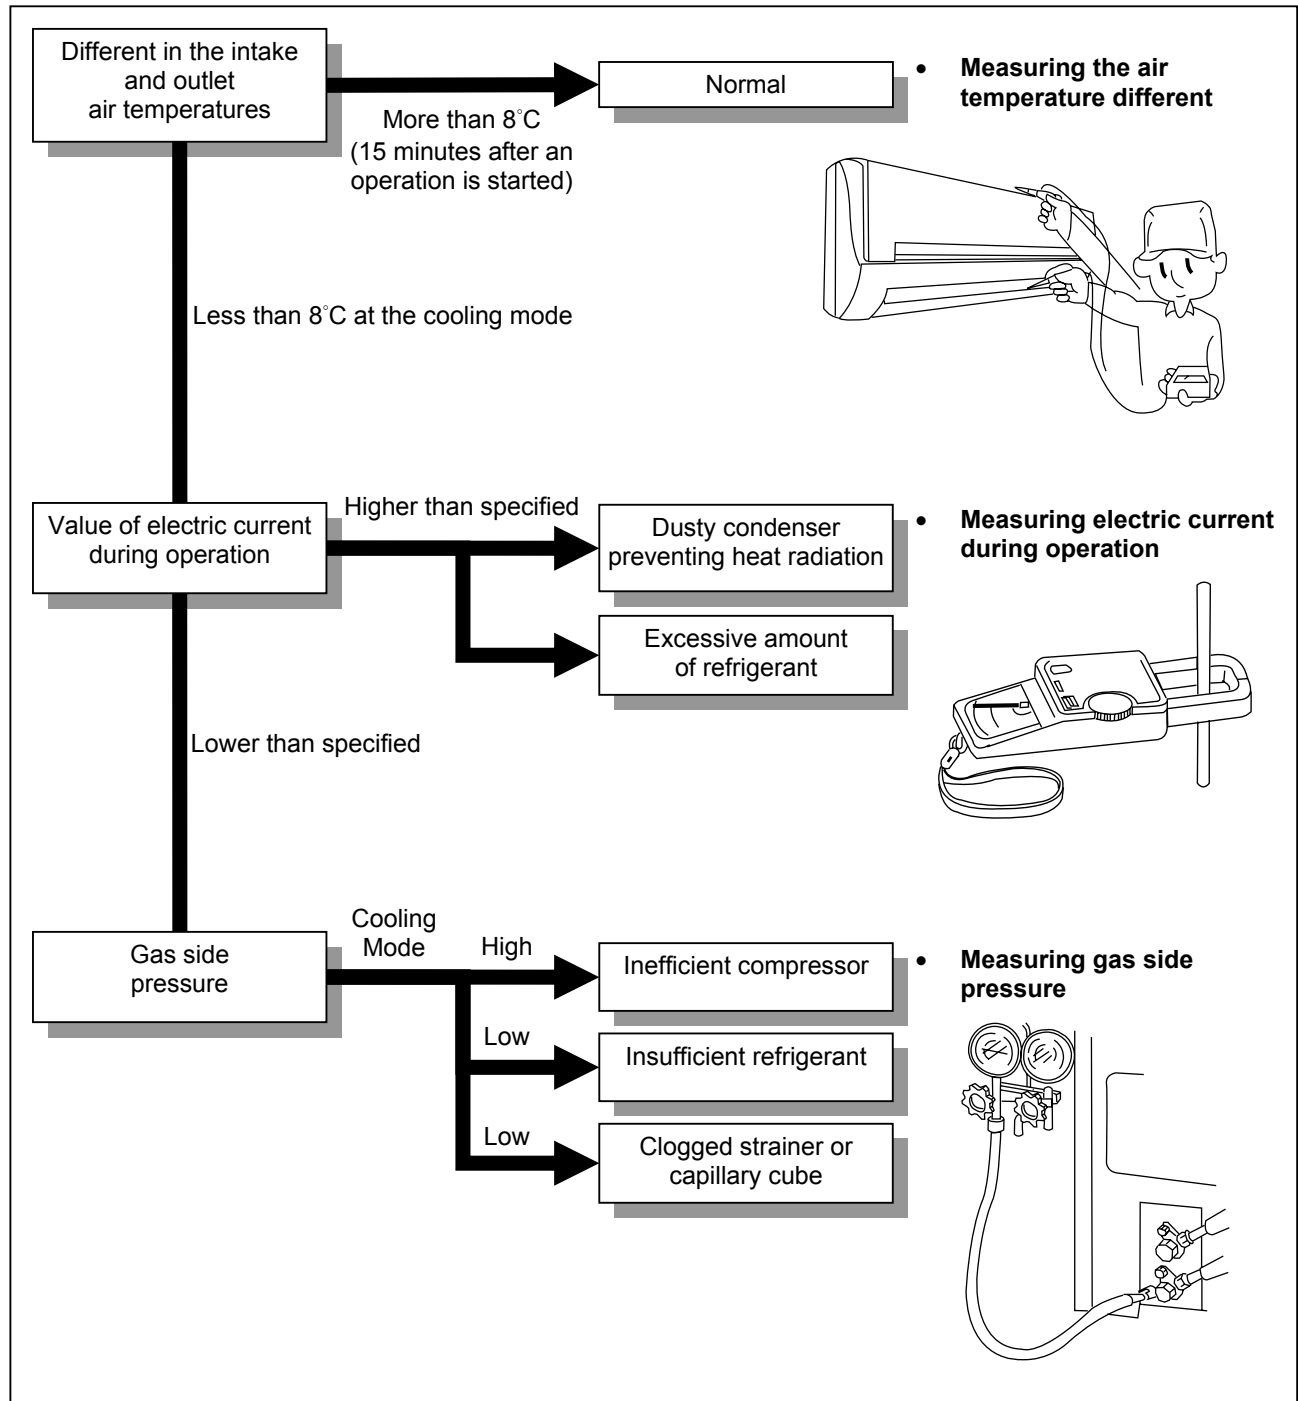 Different in the intake
and outlet
air temperatures
Normal
More than 8°C
(15 minutes after an
operation is started)
• Measuring the air
temperature different
Less than 8°C at the cooling mode
Value of electric current
during operation
Higher than specified
Dusty condenser
preventing heat radiation
Excessive amount
of refrigerant
• Measuring electric current
during operation
Lower than specified
Gas side
pressure
Cooling
Mode
High
Inefficient compressor
Low
Insufficient refrigerant
Low
Clogged strainer or
capillary cube
• Measuring gas side
pressure